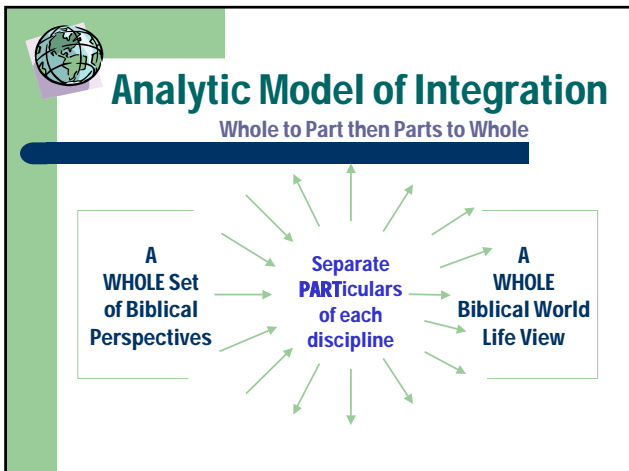 Analytic Model of Integration
Whole to Part then Parts to Whole
A
WHOLE Set
of Biblical
Perspectives
Separate
PARTiculars
of each
discipline
A
WHOLE
Biblical World
Life View